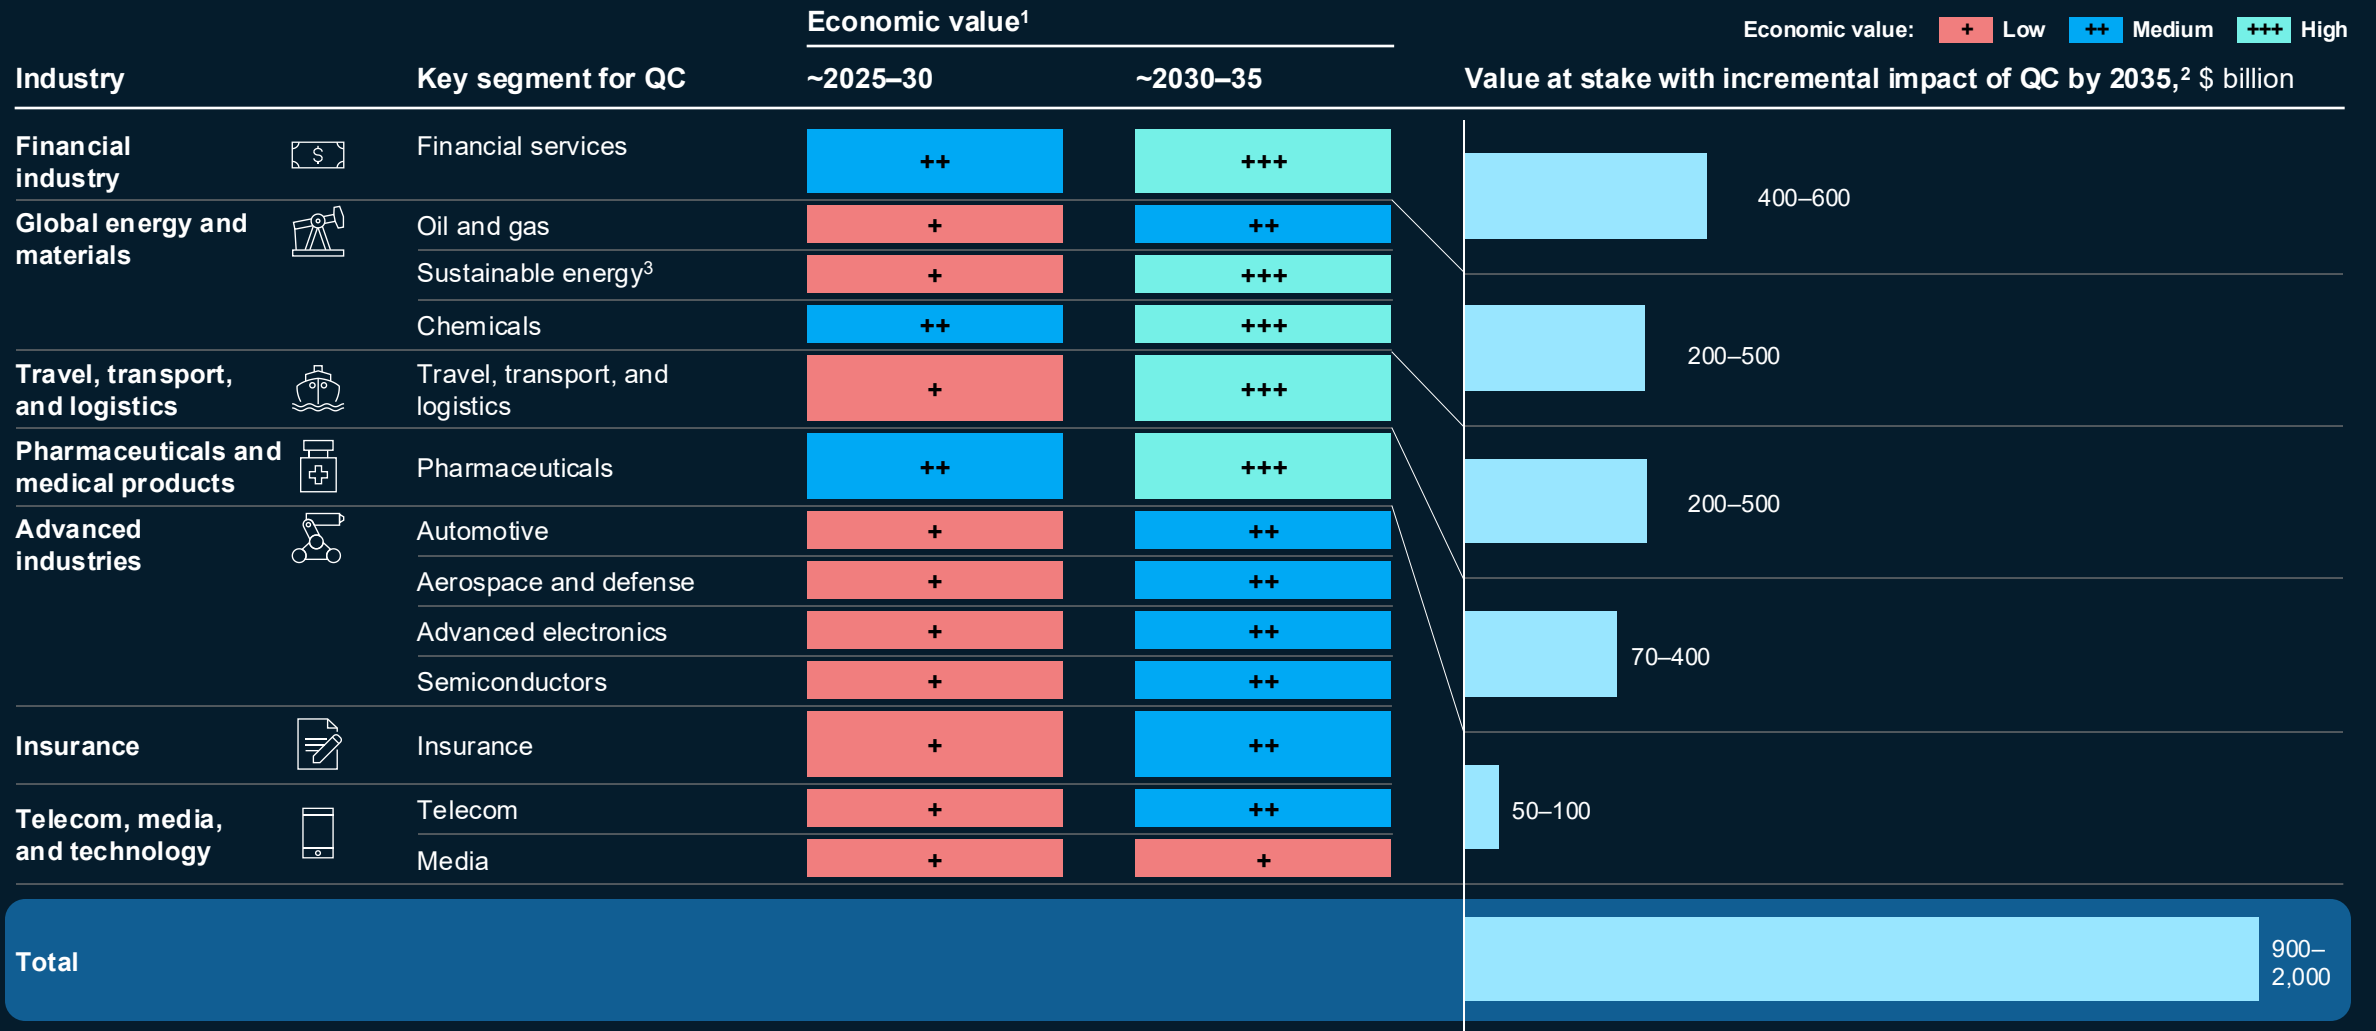 Economic value¹
Economic value: + Low ++ Medium +++ High
Industry Key segment for QC ~2025–30 ~2030–35 Value at stake with incremental impact of QC by 2035,² $ billion
Financial
industry
$
Financial services ++ +++
400–600
Global energy and
materials
Oil and gas + ++
Sustainable energy³ + +++
Chemicals ++ +++
200–500
Travel, transport,
and logistics
Travel, transport, and
logistics
+ +++
200–500
Pharmaceuticals and
medical products
Pharmaceuticals ++ +++
70–400
Advanced
industries
Automotive + ++
Aerospace and defense + ++
Advanced electronics + ++
Semiconductors + ++
Insurance Insurance + ++
50–100
Telecom, media,
and technology
Telecom + ++
Media + +
Total
900–
2,000